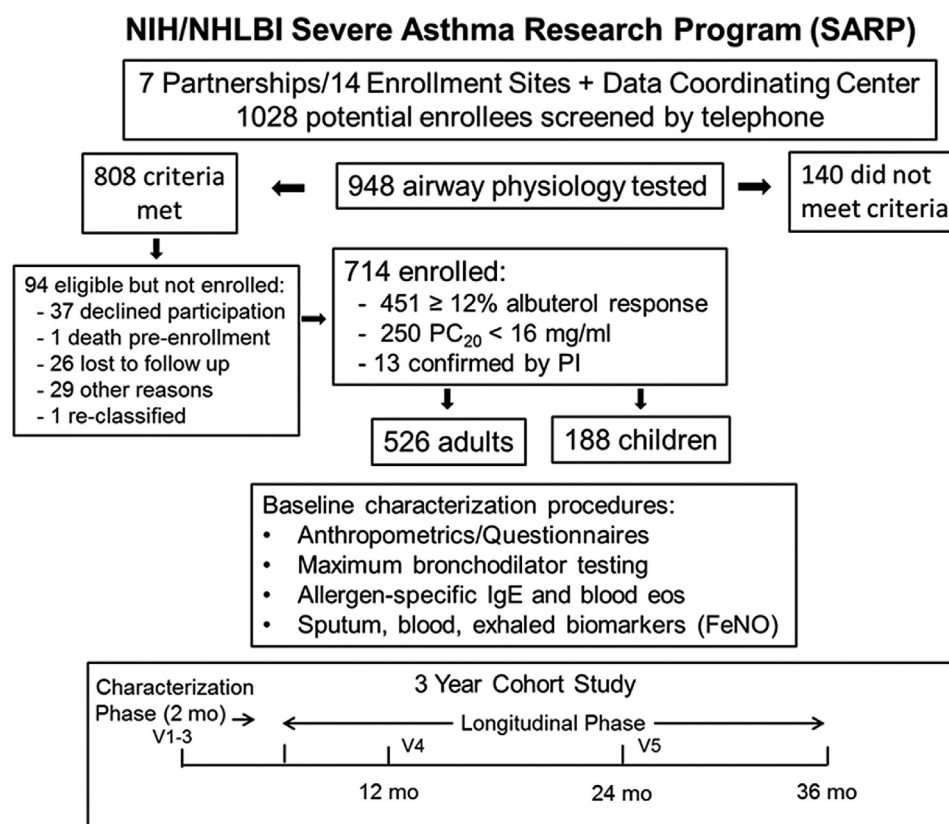 NIH/NHLBI Severe Asthma Research Program (SARP)
7 Partnerships/14 Enrollment Sites + Data Coordinating Center
1028 potential enrollees screened by telephone
808 criteria
met
948 airway physiology tested
140 did not
meet criteria
94 eligible but not enrolled:
- 37 declined participation
- 1 death pre-enrollment
- 26 lost to follow up
- 29 other reasons
- 1 re-classified
714 enrolled:
- 451 ≥ 12% albuterol response
- 250 PC20 < 16 mg/ml
- 13 confirmed by PI
526 adults
188 children
Baseline characterization procedures:
• Anthropometrics/Questionnaires
• Maximum bronchodilator testing
• Allergen-specific IgE and blood eos
• Sputum, blood, exhaled biomarkers (FeNO)
3 Year Cohort Study
Characterization
Phase (2 mo)
Longitudinal Phase
V1-3
V4
V5
12 mo
24 mo
36 mo